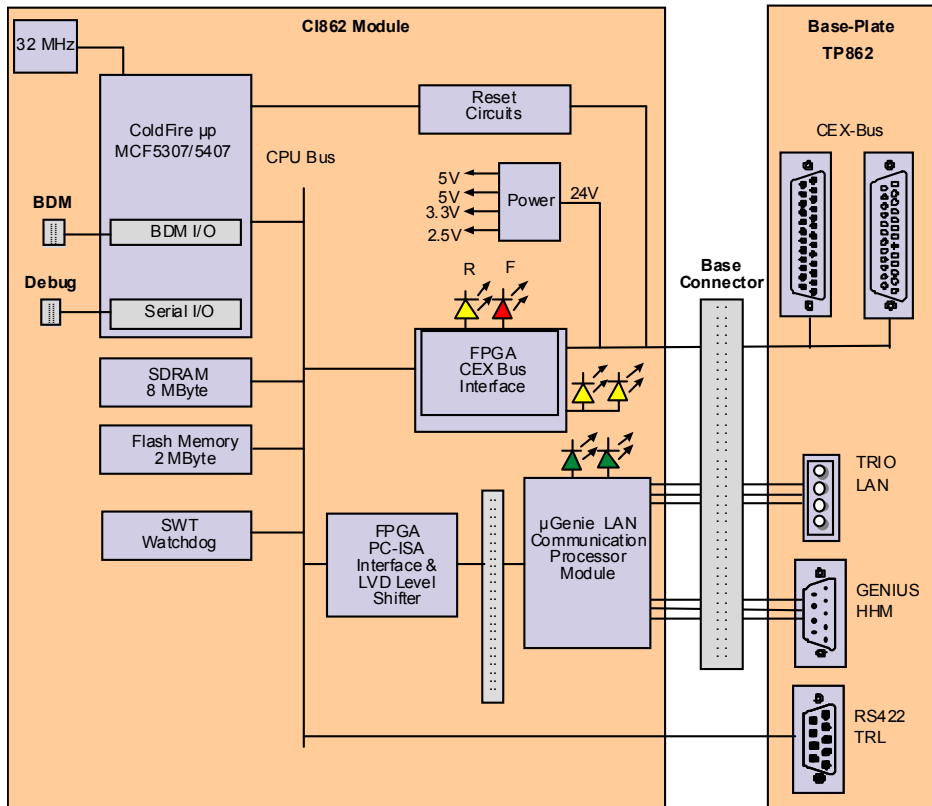 CI862 Module
Base-Plate
TP862
32 MHz
ColdFire µp
MCF5307/5407
Reset
Circuits
CEX-Bus
CPU Bus
5V
5V
3.3V
2.5V
Power
24V
BDM
BDM I/O
Debug
Serial I/O
R
F
Base
Connector
FPGA
CEX Bus
Interface
SDRAM
8 MByte
Flash Memory
2 MByte
TRIO
LAN
SWT
Watchdog
FPGA
PC-ISA
Interface &
LVD Level
Shifter
µGenie LAN
Communication
Processor
Module
GENIUS
HHM
RS422
TRL